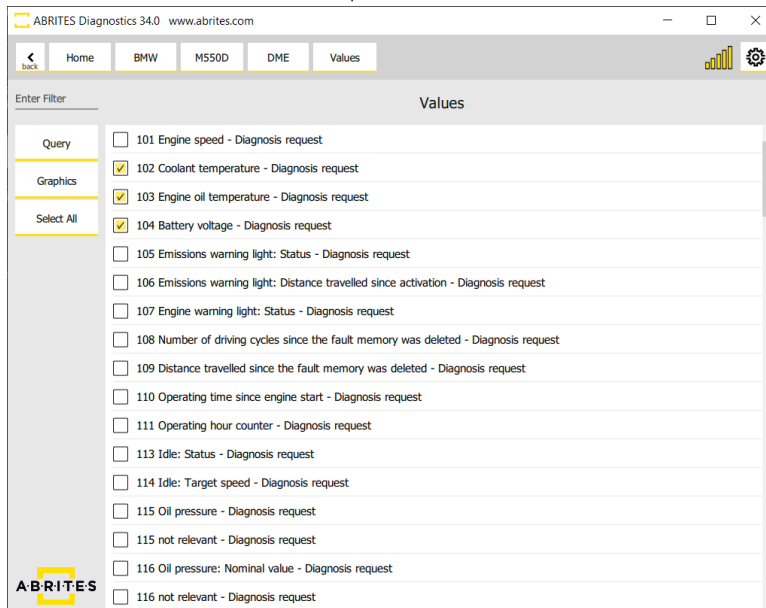 ABRITES Diagnostics 34.0 www.abrites.com
back Home BMW M550D DME Values
Enter Filter
Values
Query
Graphics
Select All
101 Engine speed - Diagnosis request
102 Coolant temperature - Diagnosis request
103 Engine oil temperature - Diagnosis request
104 Battery voltage - Diagnosis request
105 Emissions warning light: Status - Diagnosis request
106 Emissions warning light: Distance travelled since activation - Diagnosis request
107 Engine warning light: Status - Diagnosis request
108 Number of driving cycles since the fault memory was deleted - Diagnosis request
109 Distance travelled since the fault memory was deleted - Diagnosis request
110 Operating time since engine start - Diagnosis request
111 Operating hour counter - Diagnosis request
113 Idle: Status - Diagnosis request
114 Idle: Target speed - Diagnosis request
115 Oil pressure - Diagnosis request
115 not relevant - Diagnosis request
116 Oil pressure: Nominal value - Diagnosis request
116 not relevant - Diagnosis request
A·B·R·I·T·E·S